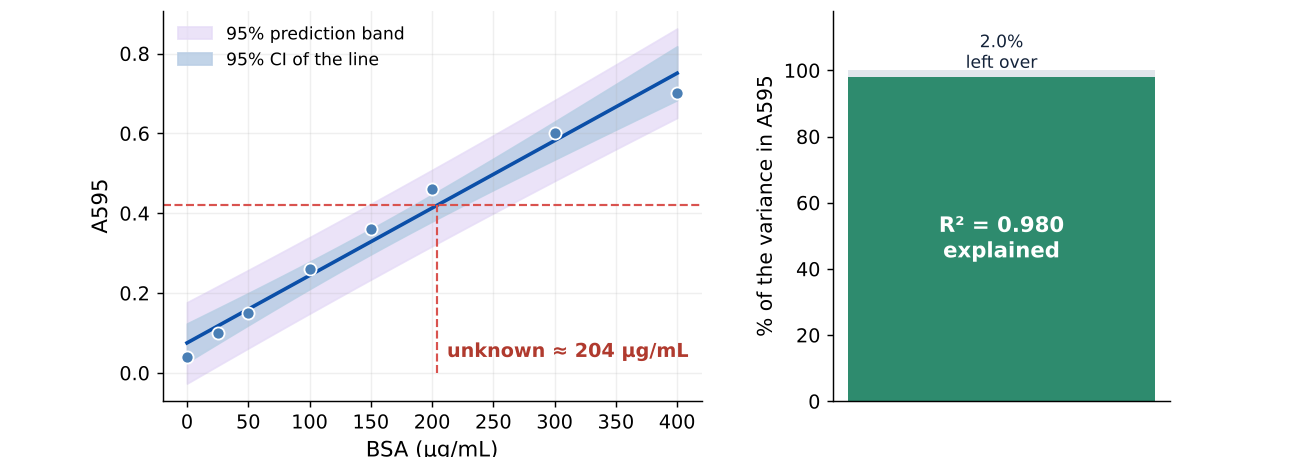 95% prediction band
95% CI of the line
A595
0.8
0.6
0.4
0.2
0.0
unknown ≈ 204 µg/mL
0 50 100 150 200 250 300 350 400
BSA (µg/mL)
% of the variance in A595
100
80
60
40
20
0
2.0%
left over
R² = 0.980
explained